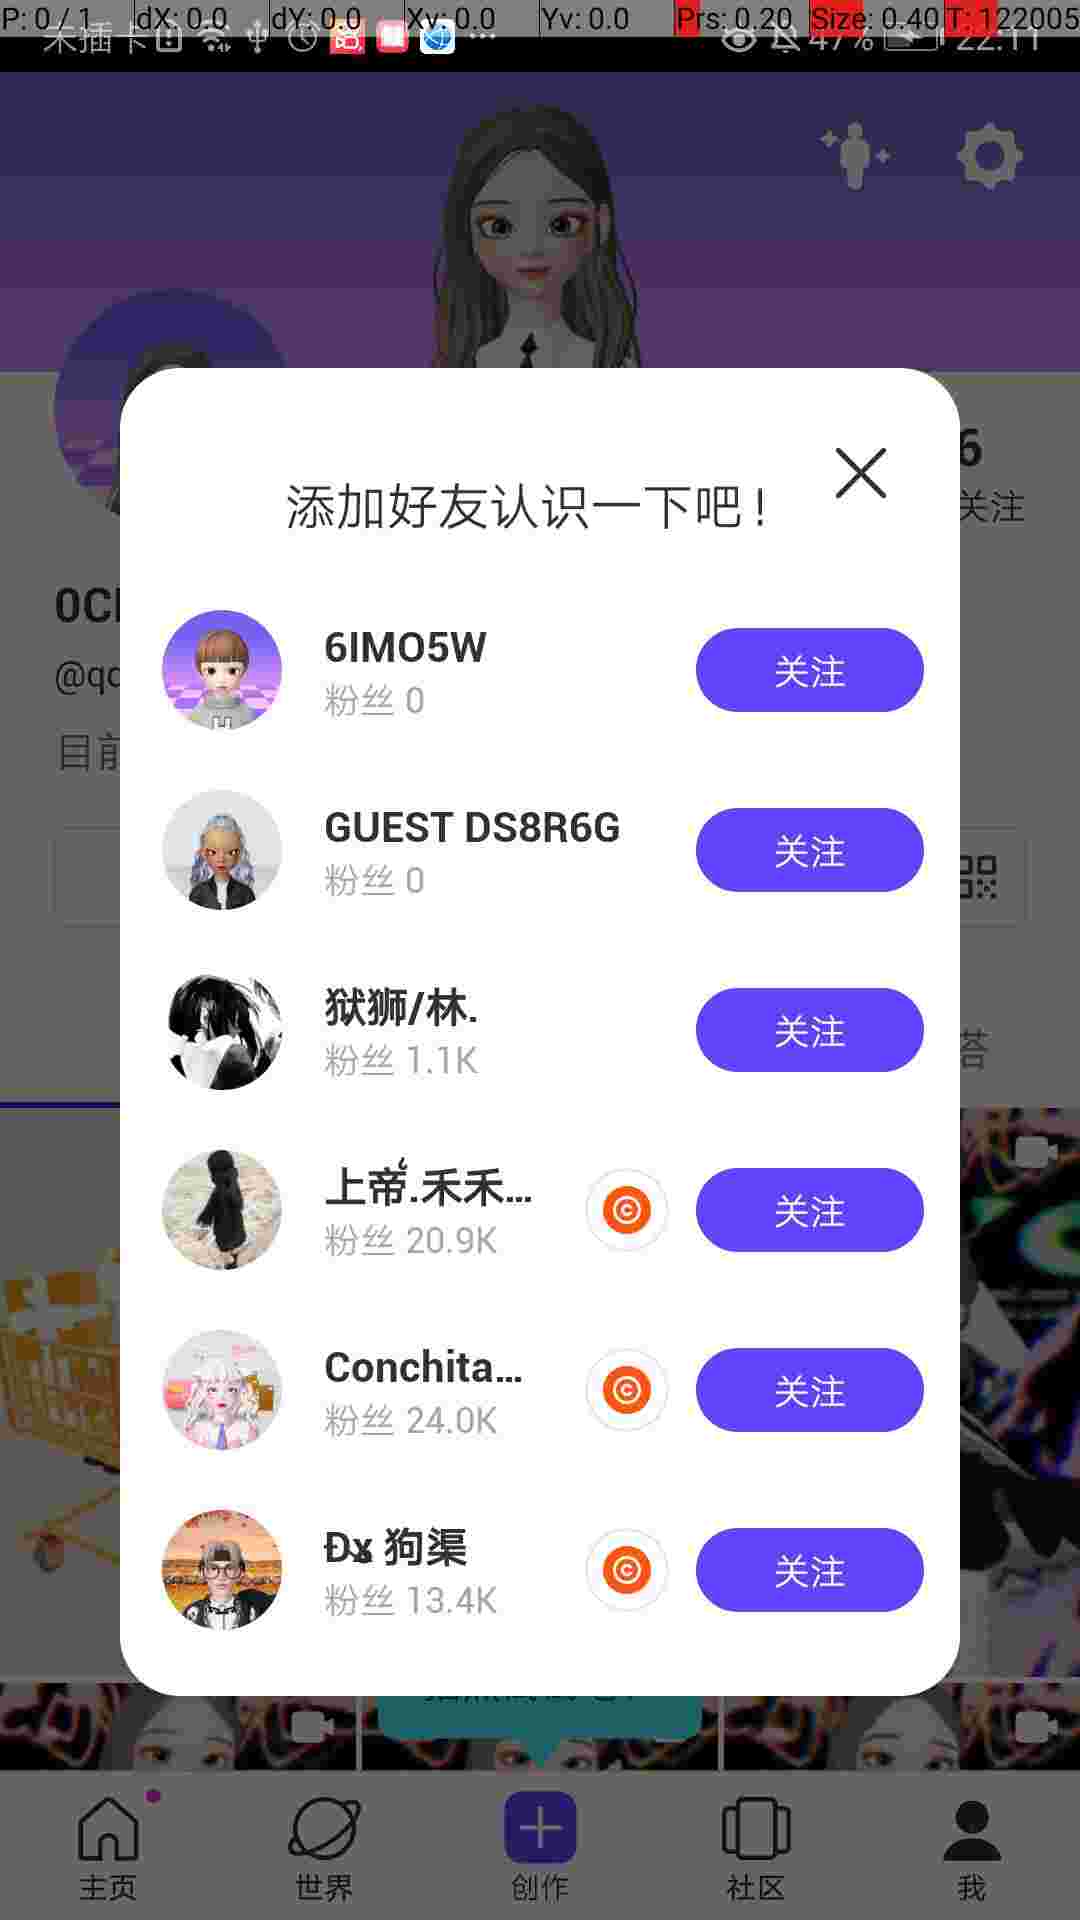 P: 0 / 1 dX: 0.0 dY: 0.0 Xv: 0.0 Yv: 0.0 Prs: 0.20 Size: 0.40 T: 122005
未插卡 47% 22:11
6
关注
添加好友认识一下吧!
6IMO5W
粉丝 0
关注
GUEST DS8R6G
粉丝 0
关注
狱狮/林.
粉丝 1.1K
关注
上帝.禾禾...
粉丝 20.9K
关注
Conchita...
粉丝 24.0K
关注
Đx 狗渠
粉丝 13.4K
关注
目前
答
主页
世界
创作
社区
我